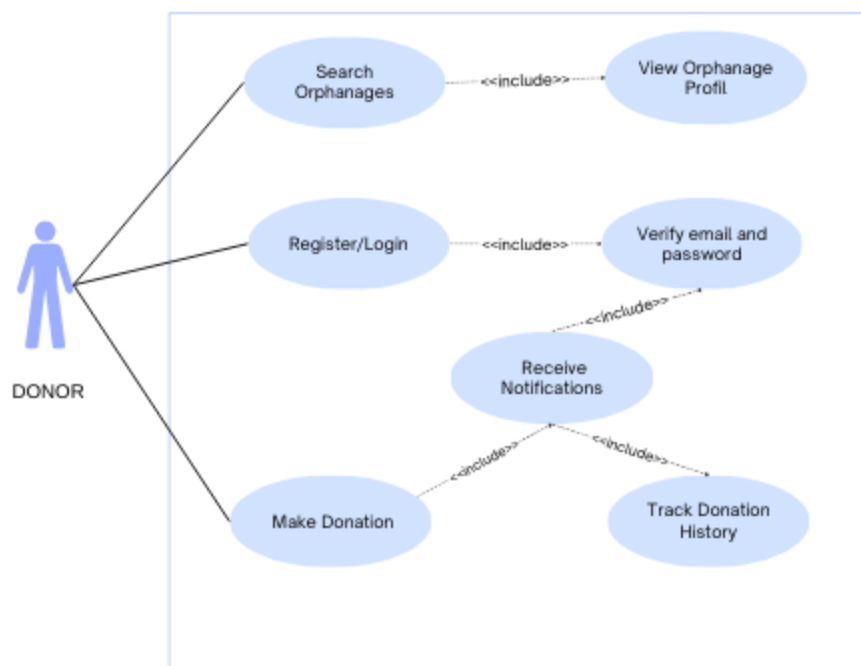 Search
Orphanages
<<include>>
View Orphanage
Profil
Register/Login
<<include>>
Verify email and
password
<<include>>
Receive
Notifications
DONOR
<<include>>
<<include>>
Make Donation
Track Donation
History